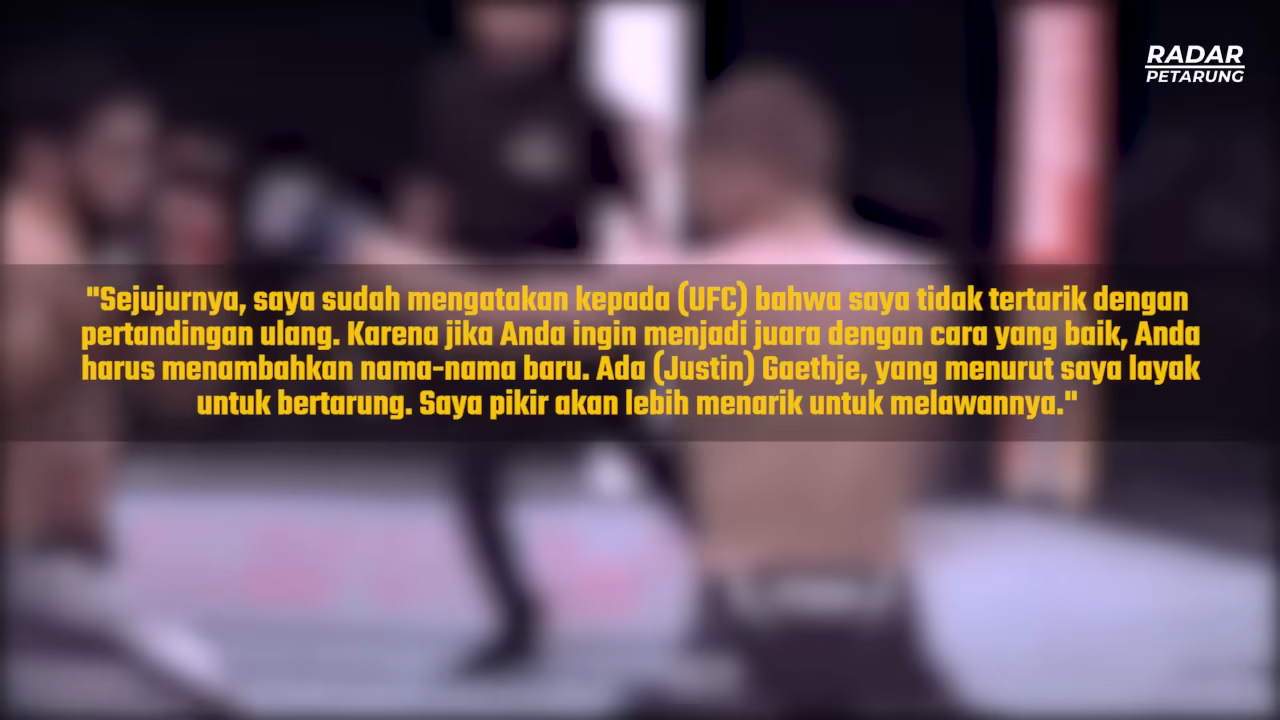 RADAR
PETARUNG
"Sejujurnya, saya sudah mengatakan kepada (UFC) bahwa saya tidak tertarik dengan
pertandingan ulang. Karena jika Anda ingin menjadi juara dengan cara yang baik, Anda
harus menambahkan nama-nama baru. Ada (Justin) Gaethje, yang menurut saya layak
untuk bertarung. Saya pikir akan lebih menarik untuk melawannya."